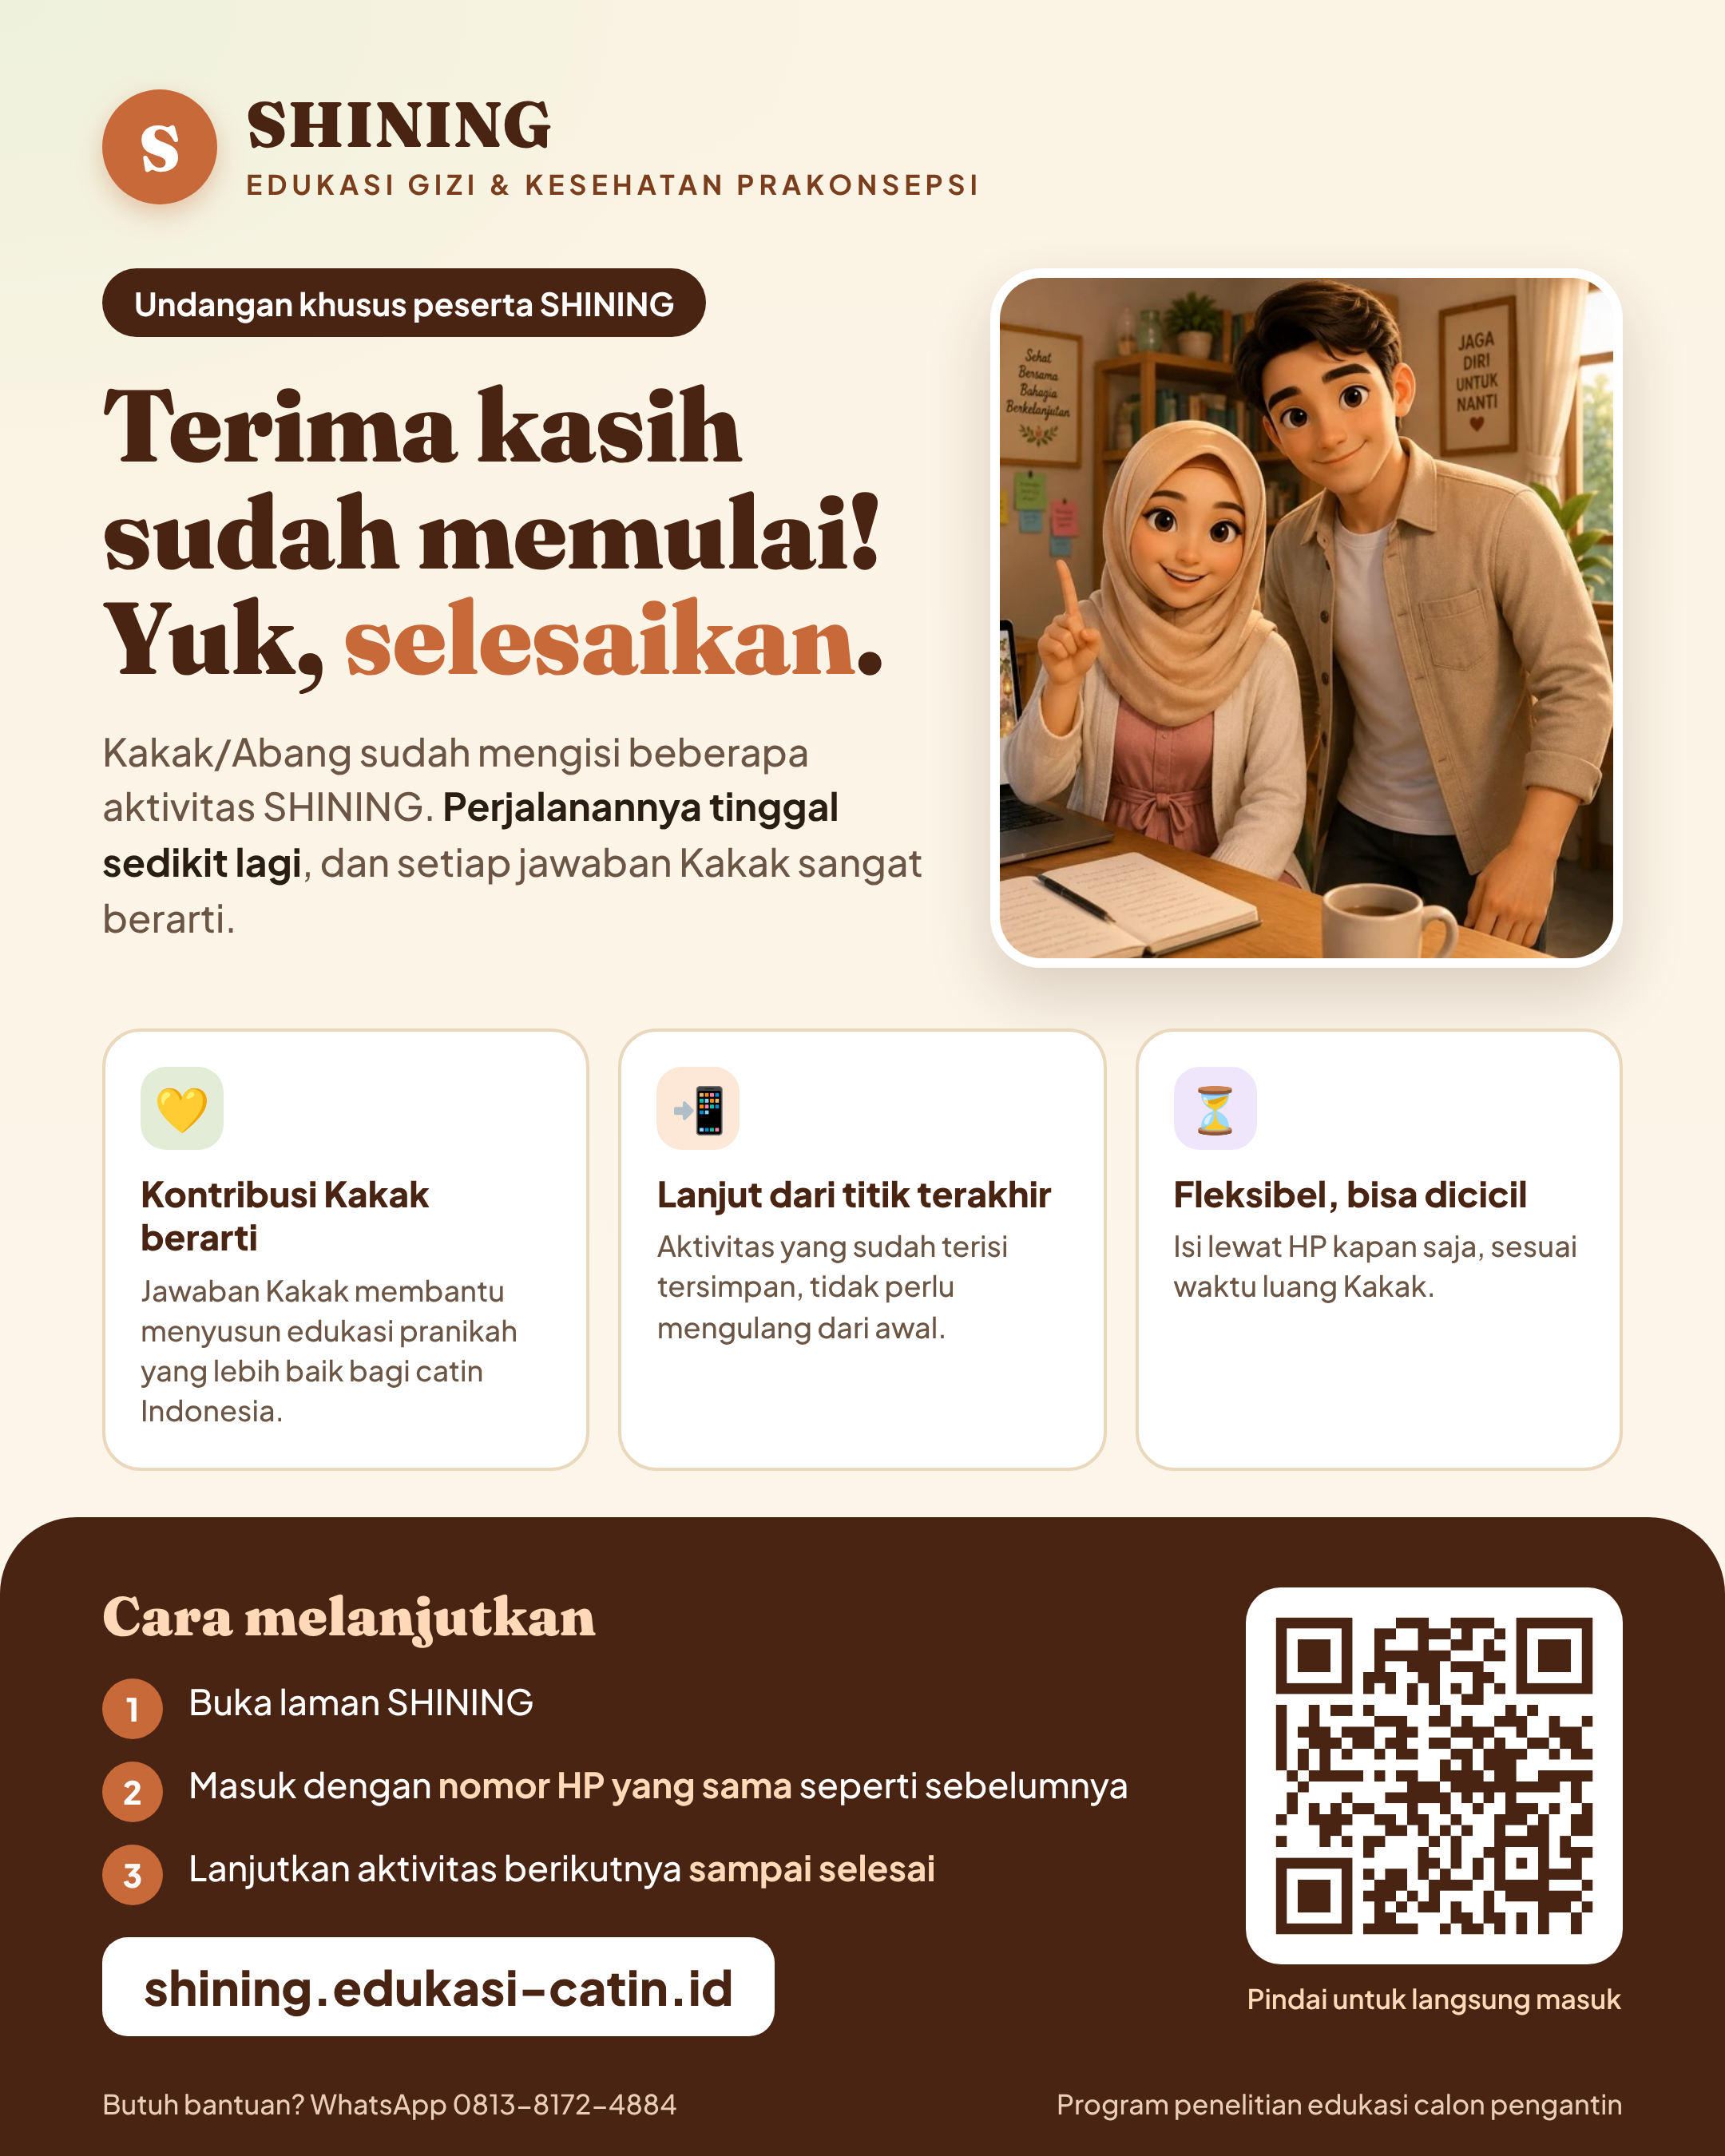 S
SHINING
EDUKASI GIZI & KESEHATAN PRAKONSEPSI
Undangan khusus peserta SHINING
Terima kasih
sudah memulai!
Yuk, selesaikan.
Kakak/Abang sudah mengisi beberapa
aktivitas SHINING. Perjalanannya tinggal
sedikit lagi, dan setiap jawaban Kakak sangat
berarti.
Sehat
Bersama
Bahagia
Berkelanjutan
JAGA
DIRI
UNTUK
NANTI
Kontribusi Kakak
berarti
Jawaban Kakak membantu
menyusun edukasi pranikah
yang lebih baik bagi catin
Indonesia.
Lanjut dari titik terakhir
Aktivitas yang sudah terisi
tersimpan, tidak perlu
mengulang dari awal.
Fleksibel, bisa dicicil
Isi lewat HP kapan saja, sesuai
waktu luang Kakak.
Cara melanjutkan
1 Buka laman SHINING
2 Masuk dengan nomor HP yang sama seperti sebelumnya
3 Lanjutkan aktivitas berikutnya sampai selesai
shining.edukasi-catin.id
Pindai untuk langsung masuk
Butuh bantuan? WhatsApp 0813-8172-4884
Program penelitian edukasi calon pengantin